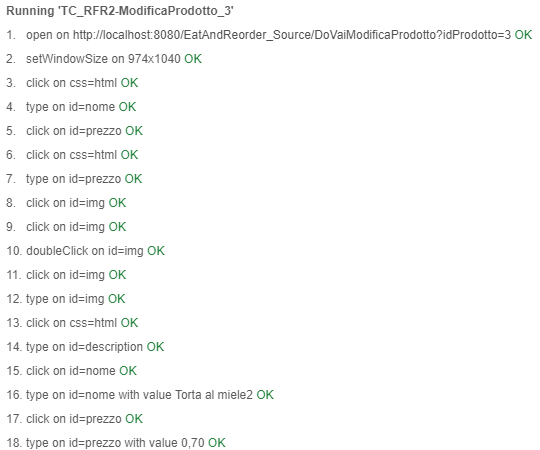 Running 'TC_RFR2-ModificaProdotto_3'
1. open on http://localhost:8080/EatAndReorder_Source/DoVaiModificaProdotto?idProdotto=3 OK
2. setWindowSize on 974x1040 OK
3. click on css=html OK
4. type on id=nome OK
5. click on id=prezzo OK
6. click on css=html OK
7. type on id=prezzo OK
8. click on id=img OK
9. click on id=img OK
10. doubleClick on id=img OK
11. click on id=img OK
12. type on id=img OK
13. click on css=html OK
14. type on id=description OK
15. click on id=nome OK
16. type on id=nome with value Torta al miele2 OK
17. click on id=prezzo OK
18. type on id=prezzo with value 0,70 OK